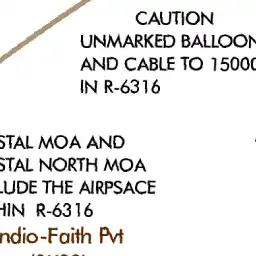 CAUTION
UNMARKED BALLOON
AND CABLE TO 15000
IN R-6316
STAL MOA AND
STAL NORTH MOA
LUDE THE AIRPSACE
HIN R-6316
ndio-Faith Pvt